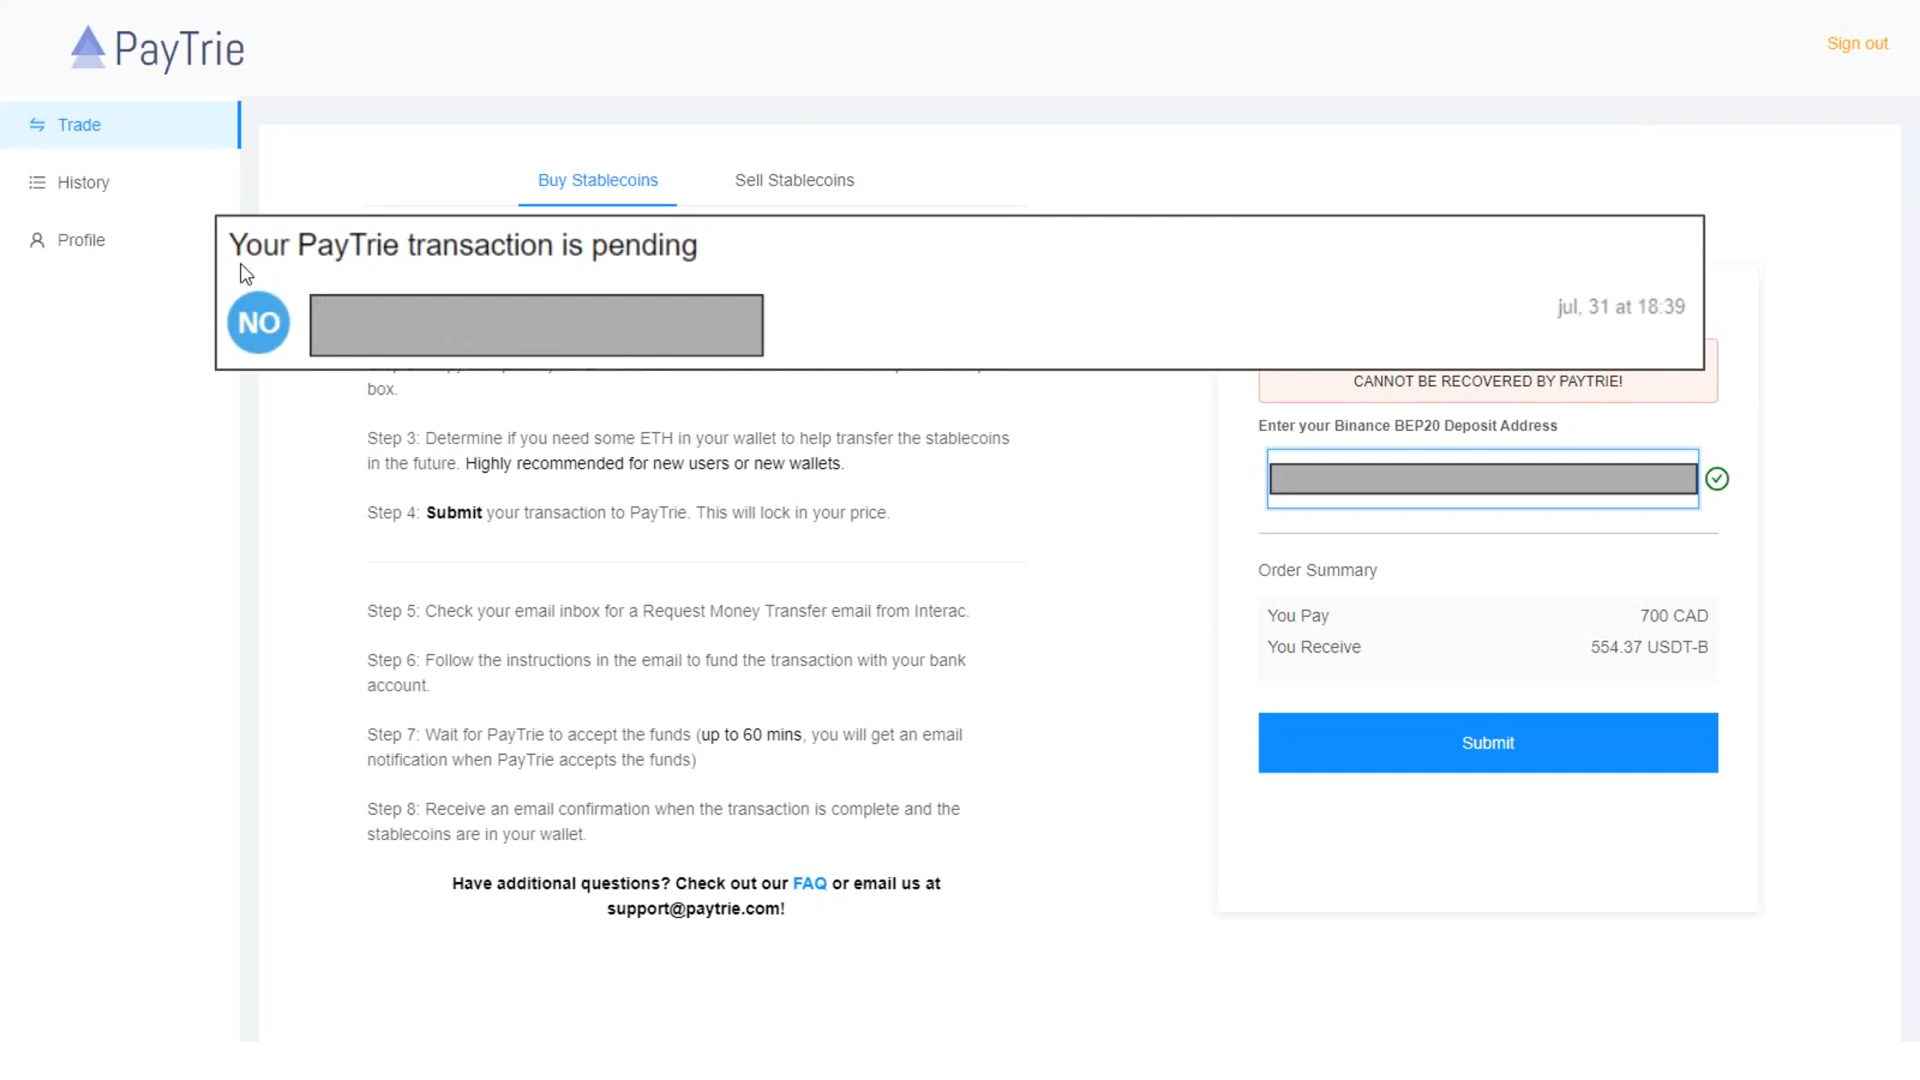 PayTrie
Sign out
Trade
History
Profile
Buy Stablecoins
Sell Stablecoins
Your PayTrie transaction is pending
NO
jul, 31 at 18:39
box.
Step 3: Determine if you need some ETH in your wallet to help transfer the stablecoins
in the future. Highly recommended for new users or new wallets.
Step 4: Submit your transaction to PayTrie. This will lock in your price.
Step 5: Check your email inbox for a Request Money Transfer email from Interac.
Step 6: Follow the instructions in the email to fund the transaction with your bank
account.
Step 7: Wait for PayTrie to accept the funds (up to 60 mins, you will get an email
notification when PayTrie accepts the funds)
Step 8: Receive an email confirmation when the transaction is complete and the
stablecoins are in your wallet.
Have additional questions? Check out our FAQ or email us at
support@paytrie.com!
CANNOT BE RECOVERED BY PAYTRIE!
Enter your Binance BEP20 Deposit Address
Order Summary
You Pay 700 CAD
You Receive 554.37 USDT-B
Submit